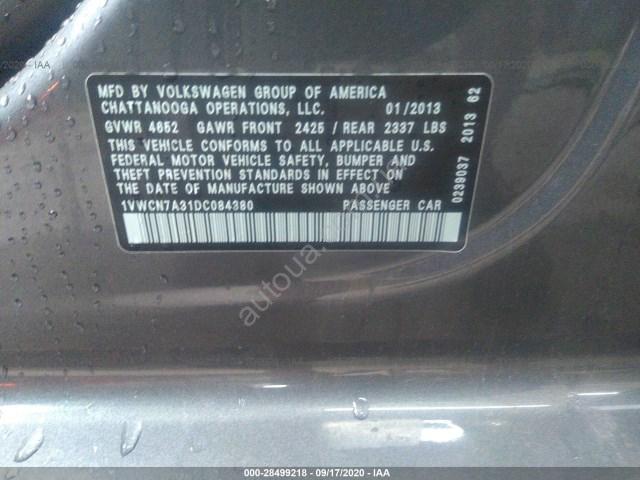 MFD BY VOLKSWAGEN GROUP OF AMERICA
CHATTANOOGA OPERATIONS, LLC. 01/2013
GVWR 4652 GAWR FRONT 2425 / REAR 2337 LBS
THIS VEHICLE CONFORMS TO ALL APPLICABLE U.S.
FEDERAL MOTOR VEHICLE SAFETY, BUMPER AND
THEFT PREVENTION STANDARDS IN EFFECT ON
THE DATE OF MANUFACTURE SHOWN ABOVE
1VWCN7A31DC084380 PASSENGER CAR
0239037 2013 62
000-28499218 - 09/17/2020 - IAA